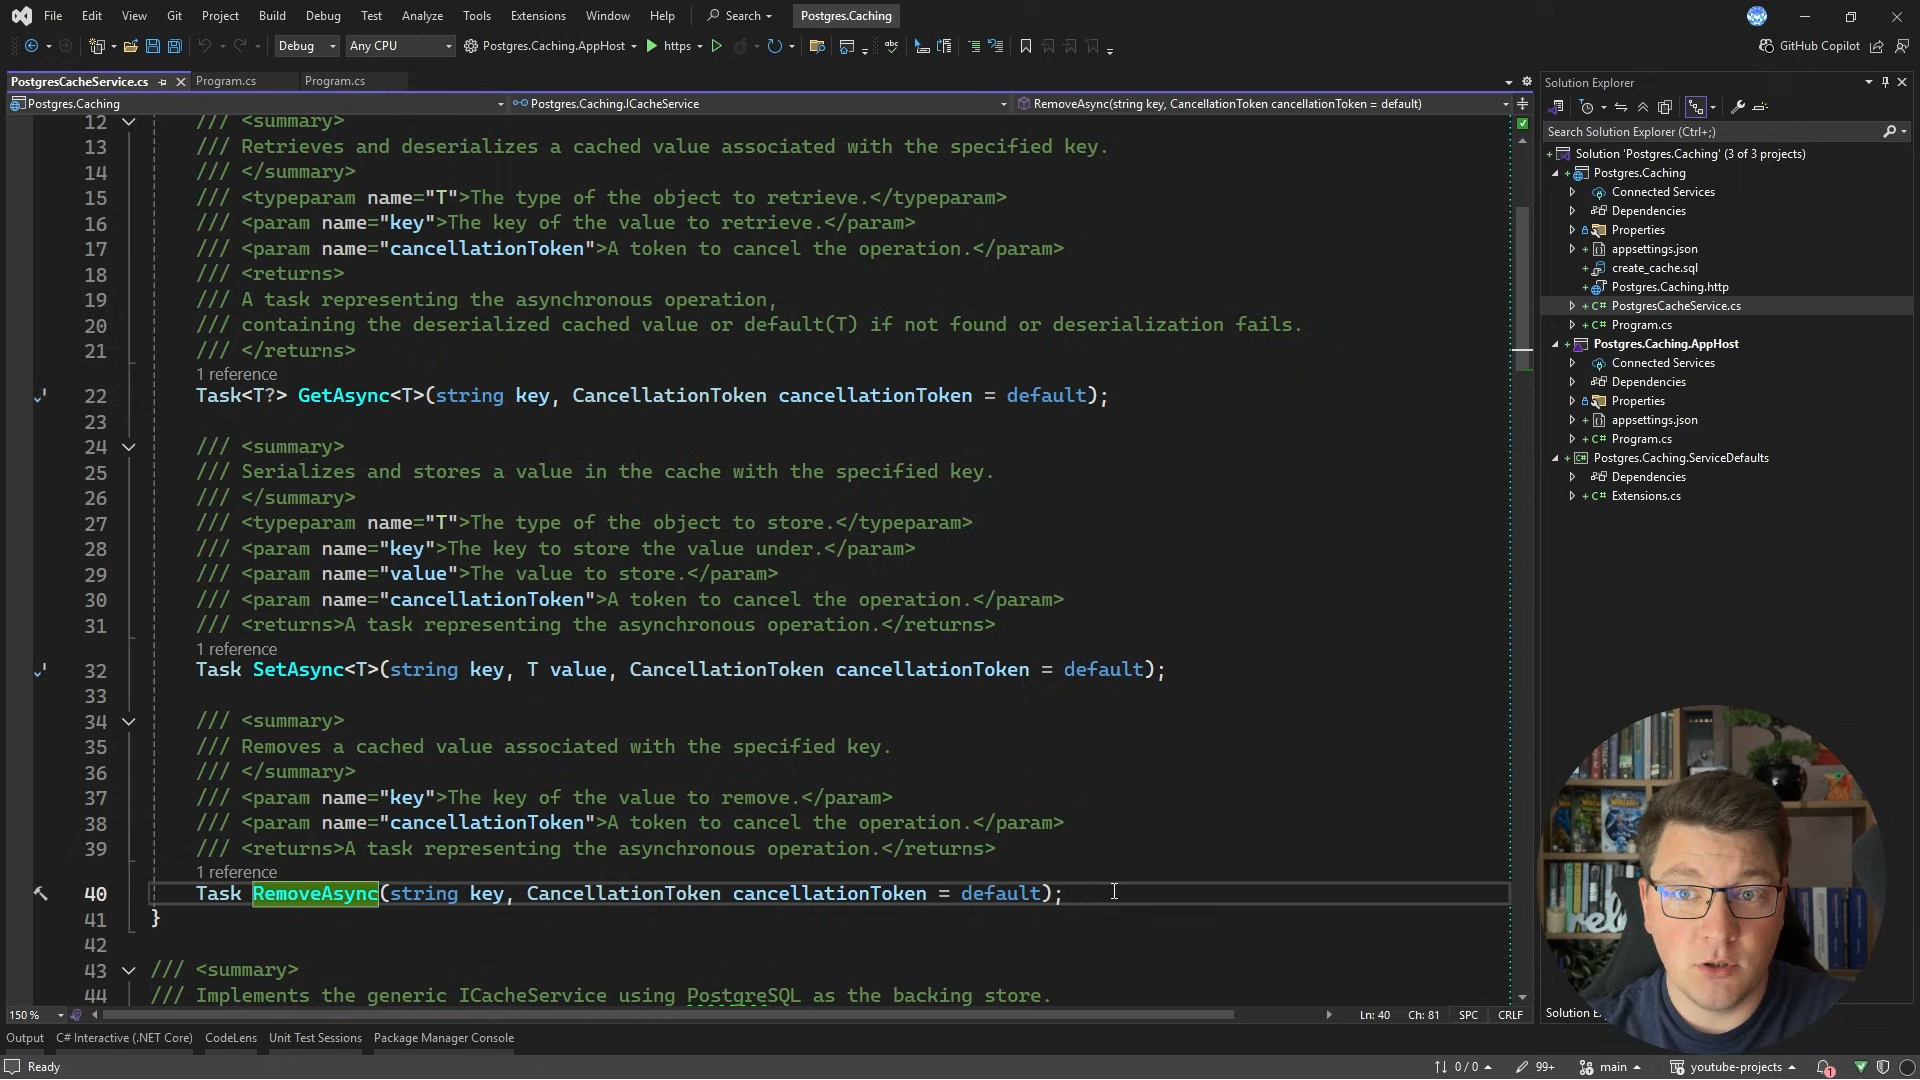 File Edit View Git Project Build Debug Test Analyze Tools Extensions Window Help Search Postgres.Caching
Debug Any CPU Postgres.Caching.AppHost https GitHub Copilot
PostgresCacheService.cs Program.cs Program.cs
Postgres.Caching Postgres.Caching.ICacheService RemoveAsync(string key, CancellationToken cancellationToken = default)
12 /// <summary>
13 /// Retrieves and deserializes a cached value associated with the specified key.
14 /// </summary>
15 /// <typeparam name="T">The type of the object to retrieve.</typeparam>
16 /// <param name="key">The key of the value to retrieve.</param>
17 /// <param name="cancellationToken">A token to cancel the operation.</param>
18 /// <returns>
19 /// A task representing the asynchronous operation,
20 /// containing the deserialized cached value or default(T) if not found or deserialization fails.
21 /// </returns>
1 reference
22 Task<T?> GetAsync<T>(string key, CancellationToken cancellationToken = default);
23
24 /// <summary>
25 /// Serializes and stores a value in the cache with the specified key.
26 /// </summary>
27 /// <typeparam name="T">The type of the object to store.</typeparam>
28 /// <param name="key">The key to store the value under.</param>
29 /// <param name="value">The value to store.</param>
30 /// <param name="cancellationToken">A token to cancel the operation.</param>
31 /// <returns>A task representing the asynchronous operation.</returns>
1 reference
32 Task SetAsync<T>(string key, T value, CancellationToken cancellationToken = default);
33
34 /// <summary>
35 /// Removes a cached value associated with the specified key.
36 /// </summary>
37 /// <param name="key">The key of the value to remove.</param>
38 /// <param name="cancellationToken">A token to cancel the operation.</param>
39 /// <returns>A task representing the asynchronous operation.</returns>
1 reference
40 Task RemoveAsync(string key, CancellationToken cancellationToken = default);
41 }
42
43 /// <summary>
44 /// Implements the generic ICacheService using PostgreSQL as the backing store.
150 % Ln: 40 Ch: 81 SPC CRLF
Output C# Interactive (.NET Core) CodeLens Unit Test Sessions Package Manager Console
Ready 0 / 0 99+ main youtube-projects 1
Solution Explorer
Search Solution Explorer (Ctrl+;)
Solution 'Postgres.Caching' (3 of 3 projects)
Postgres.Caching
Connected Services
Dependencies
Properties
appsettings.json
create_cache.sql
Postgres.Caching.http
C# PostgresCacheService.cs
C# Program.cs
Postgres.Caching.AppHost
Connected Services
Dependencies
Properties
appsettings.json
C# Program.cs
Postgres.Caching.ServiceDefaults
Dependencies
C# Extensions.cs